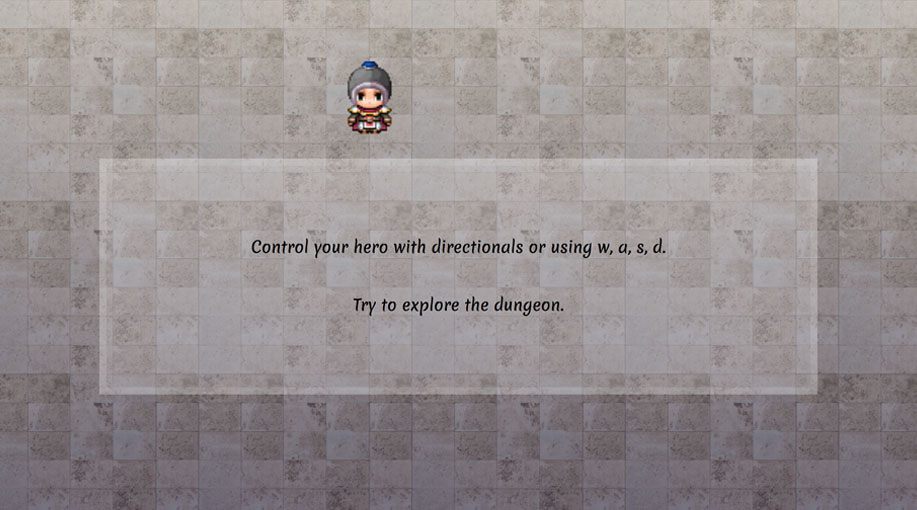 Control your hero with directionals or using w, a, s, d.
Try to explore the dungeon.